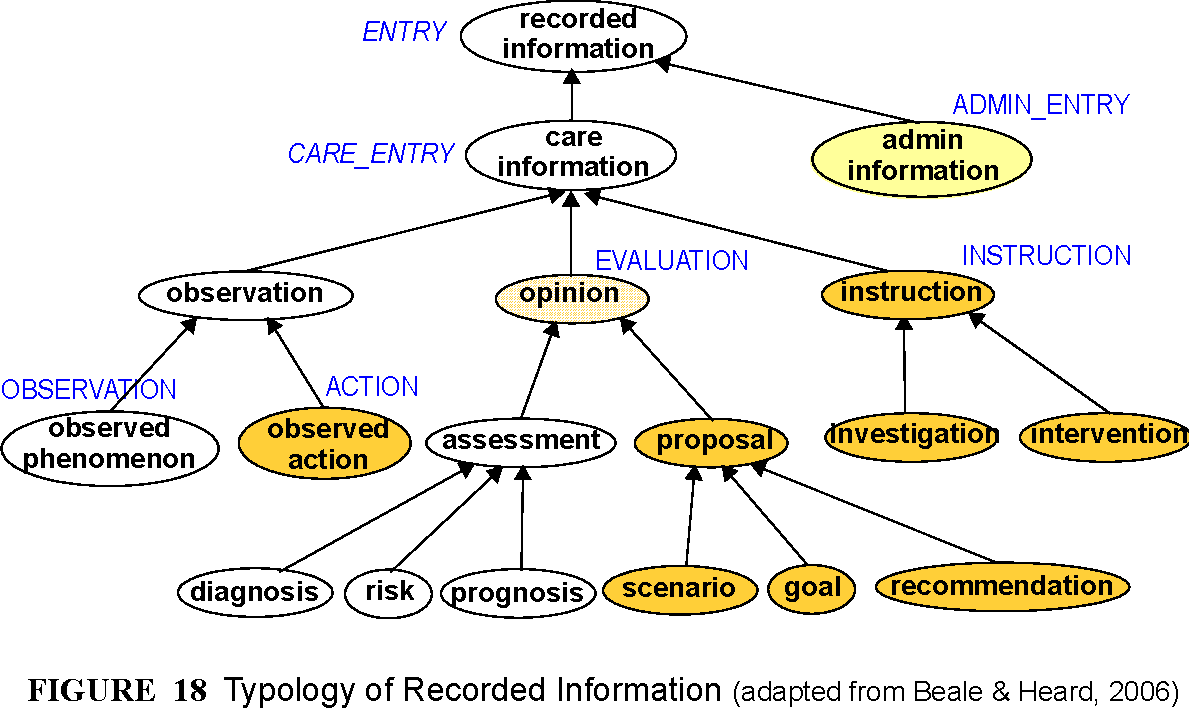 ENTRY
recorded
information
ADMIN_ENTRY
CARE_ENTRY
care
information
admin
information
EVALUATION
INSTRUCTION
observation
opinion
instruction
OBSERVATION
ACTION
observed
phenomenon
observed
action
assessment
proposal
investigation
intervention
diagnosis
risk
prognosis
scenario
goal
recommendation
FIGURE 18 Typology of Recorded Information (adapted from Beale & Heard, 2006)